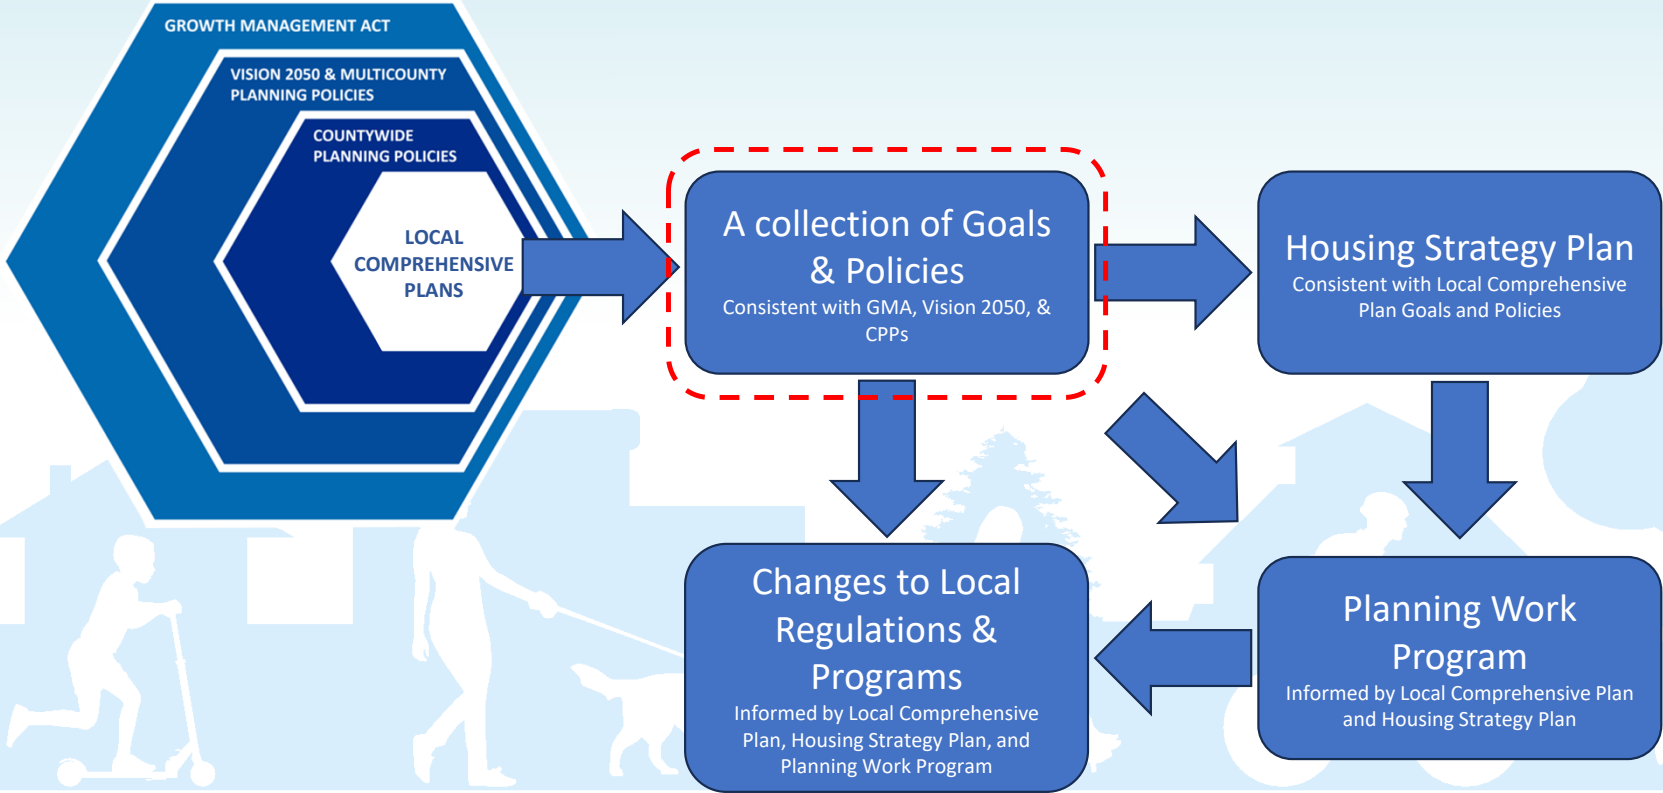 GROWTH MANAGEMENT ACT
VISION 2050 & MULTICOUNTY
PLANNING POLICIES
COUNTYWIDE
PLANNING POLICIES
LOCAL
COMPREHENSIVE
PLANS
A collection of Goals
& Policies
Consistent with GMA, Vision 2050, &
CPPs
Housing Strategy Plan
Consistent with Local Comprehensive
Plan Goals and Policies
Changes to Local
Regulations &
Programs
Informed by Local Comprehensive
Plan, Housing Strategy Plan, and
Planning Work Program
Planning Work
Program
Informed by Local Comprehensive Plan
and Housing Strategy Plan